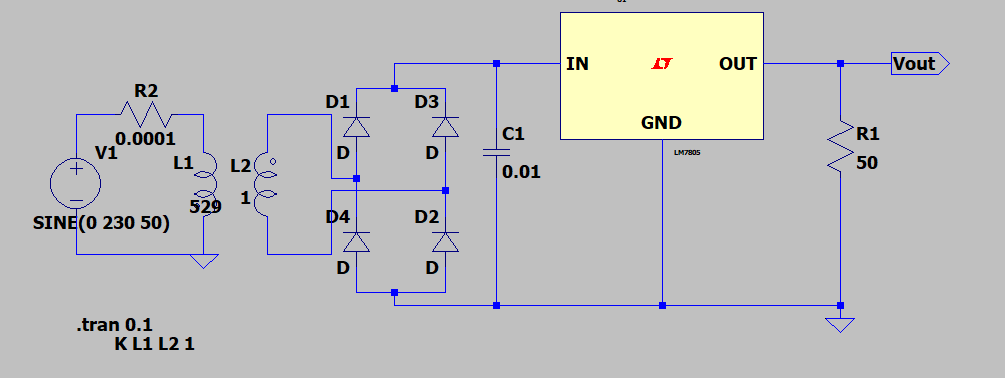 R2
0.0001
V1
SINE(0 230 50)
L1
529
L2
1
D1
D
D3
D
D4
D
D2
D
C1
0.01
IN
OUT
GND
LM7805
Vout
R1
50
.tran 0.1
K L1 L2 1